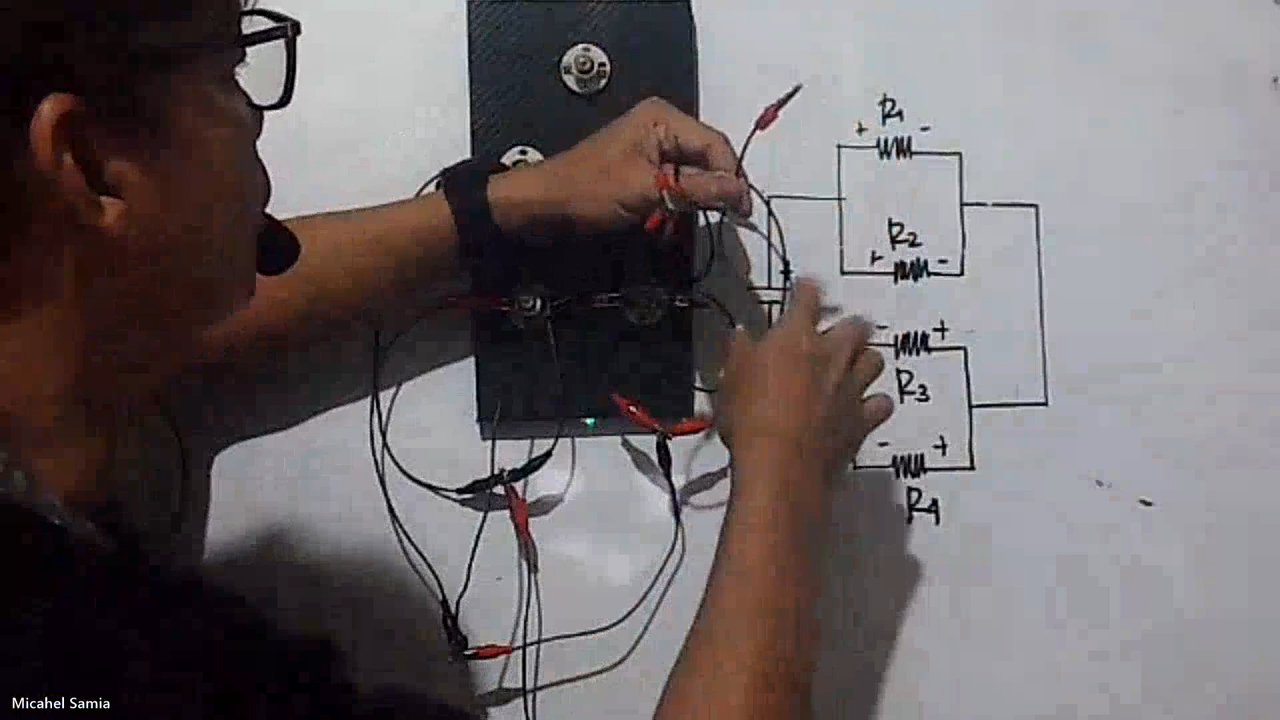 R1
+ -
R2
+ -
- +
R3
- +
R4
Micahel Samia